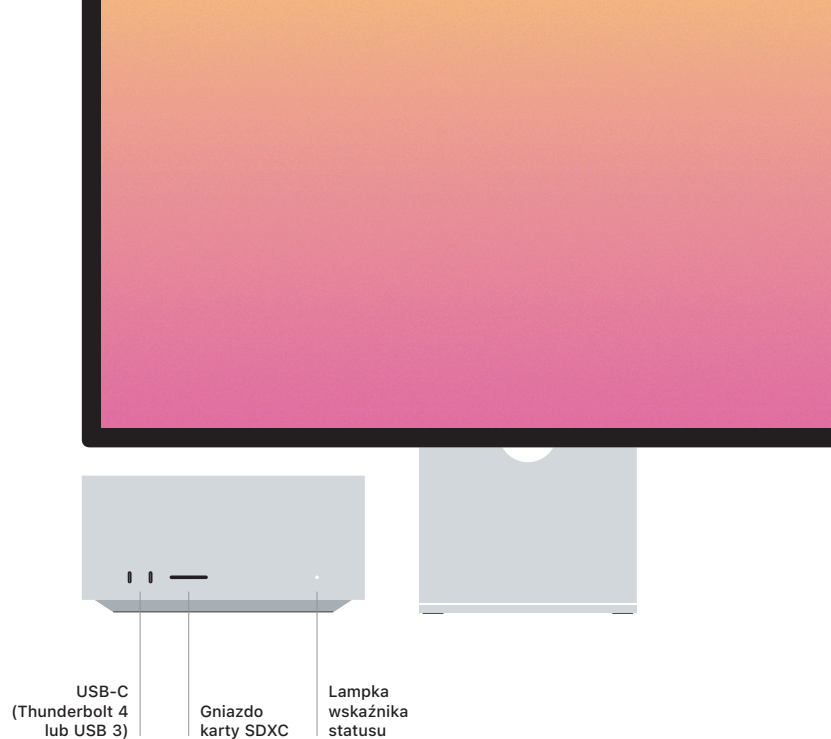 USB-C
(Thunderbolt 4
lub USB 3)
Gniazdo
karty SDXC
Lampka
wskaźnika
statusu